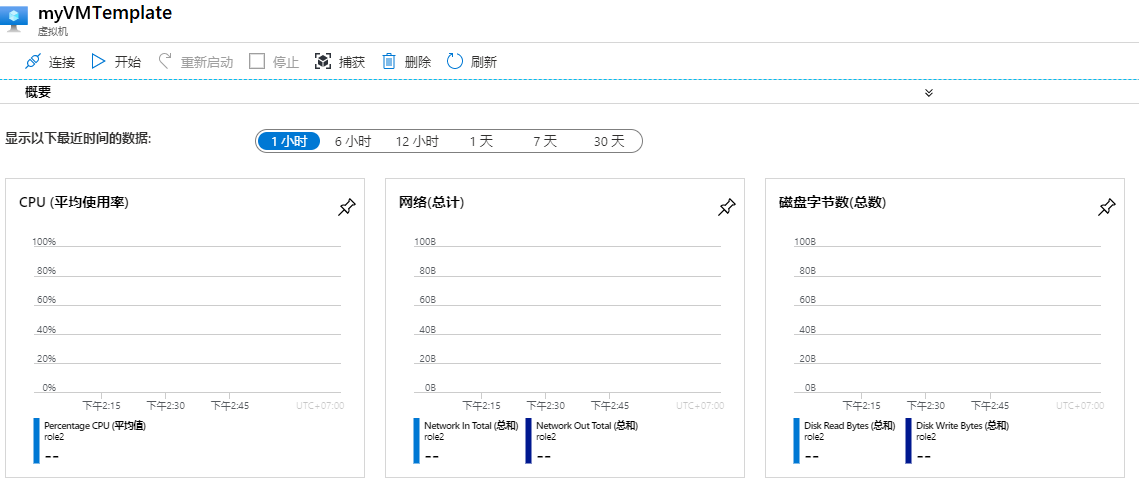 myVMTemplate
虚拟机
连接 开始 重新启动 停止 捕获 删除 刷新
概要
显示以下最近时间的数据: 1 小时 6 小时 12 小时 1 天 7 天 30 天
CPU (平均使用率)
100%
80%
60%
40%
20%
0%
下午2:15 下午2:30 下午2:45 UTC+07:00
Percentage CPU (平均值)
role2
--
网络(总计)
100B
80B
60B
40B
20B
0B
下午2:15 下午2:30 下午2:45 UTC+07:00
Network In Total (总和) Network Out Total (总和)
role2 role2
-- --
磁盘字节数(总数)
100B
80B
60B
40B
20B
0B
下午2:15 下午2:30 下午2:45 UTC+07:00
Disk Read Bytes (总和) Disk Write Bytes (总和)
role2 role2
-- --